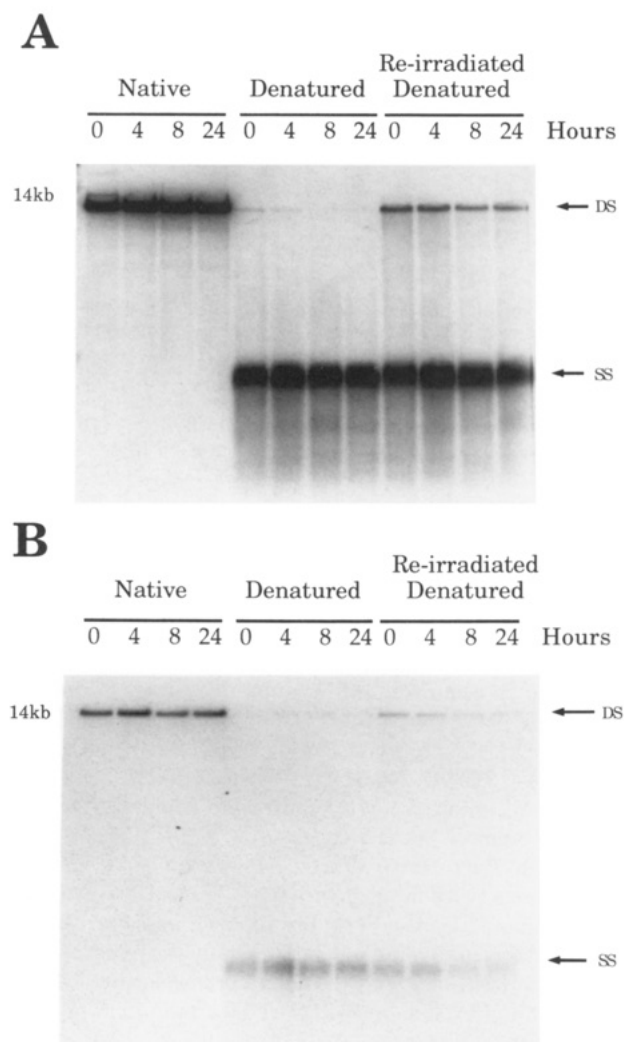 A
Native Denatured Re-irradiated Denatured
0 4 8 24 0 4 8 24 0 4 8 24 Hours
14kb DS
SS
B
Native Denatured Re-irradiated Denatured
0 4 8 24 0 4 8 24 0 4 8 24 Hours
14kb DS
SS